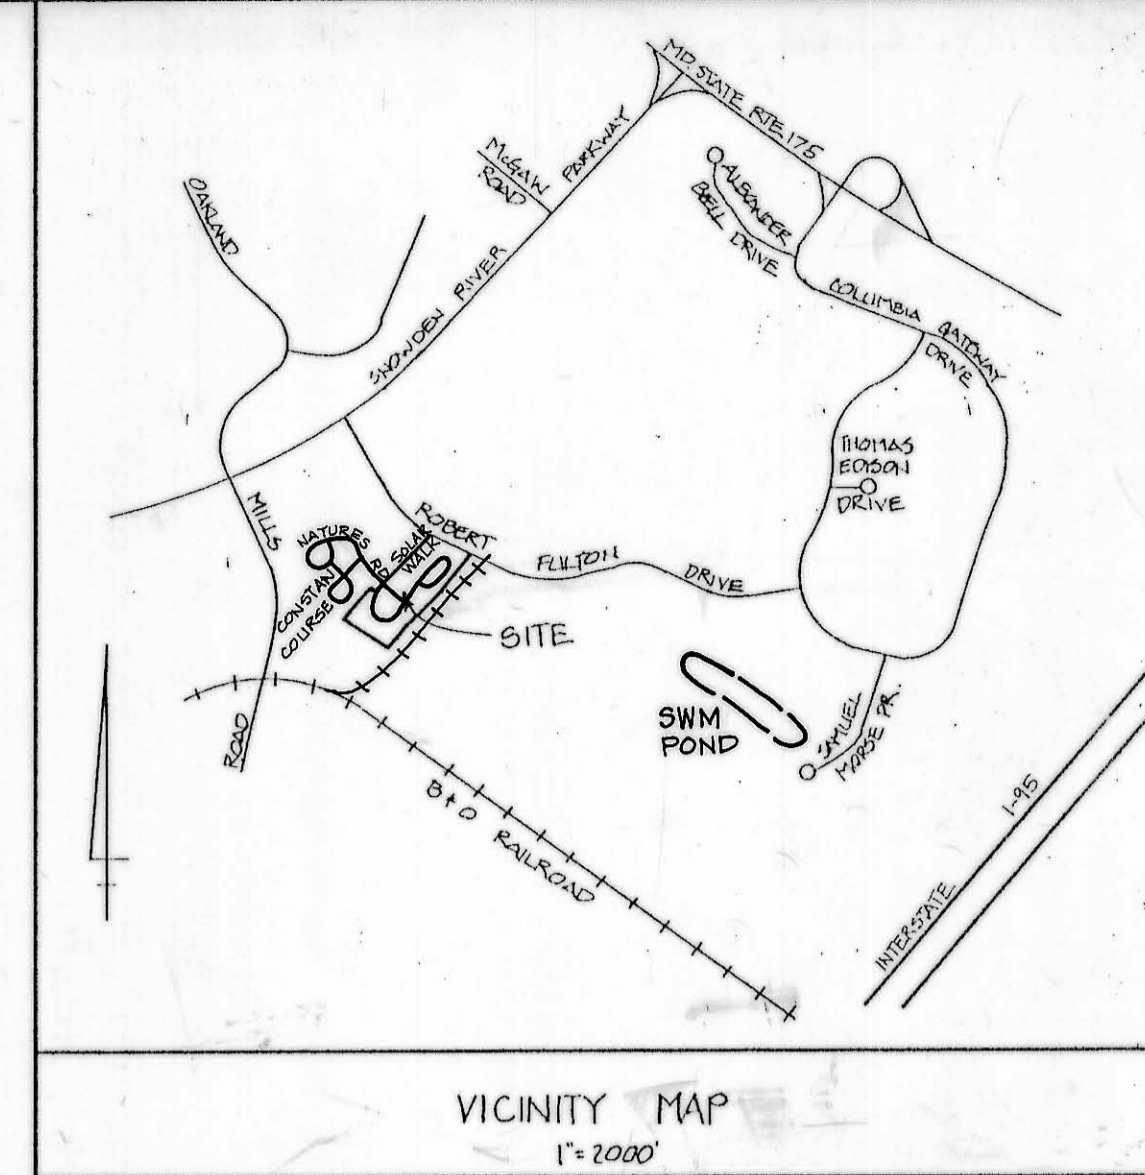 MD. STATE RTE. 175
McGAW
ROAD
SNOWDEN RIVER PARKWAY
OAKLAND
MILLS
ROAD
ALEXANDER
BELL DRIVE
COLUMBIA GATEWAY
DRIVE
THOMAS
EDISON
DRIVE
ROBERT FULTON DRIVE
NATURES RD.
SOLAR
WALK
CONSTAN
COURSE
SITE
SWM
POND
SAMUEL
MORSE DR.
B+O RAILROAD
INTERSTATE I-95
VICINITY MAP
1"=2000'